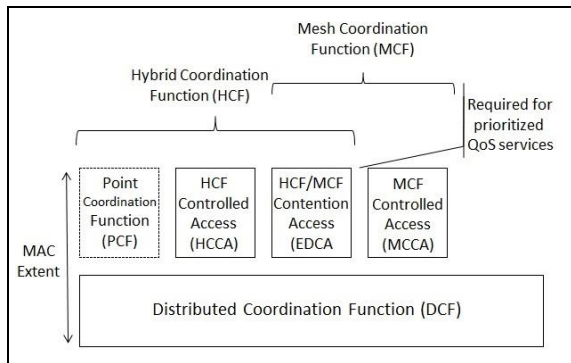 Mesh Coordination
Function (MCF)
Hybrid Coordination
Function (HCF)
Required for
prioritized
QoS services
Point
Coordination
Function
(PCF)
HCF
Controlled
Access
(HCCA)
HCF/MCF
Contention
Access
(EDCA)
MCF
Controlled
Access
(MCCA)
MAC
Extent
Distributed Coordination Function (DCF)